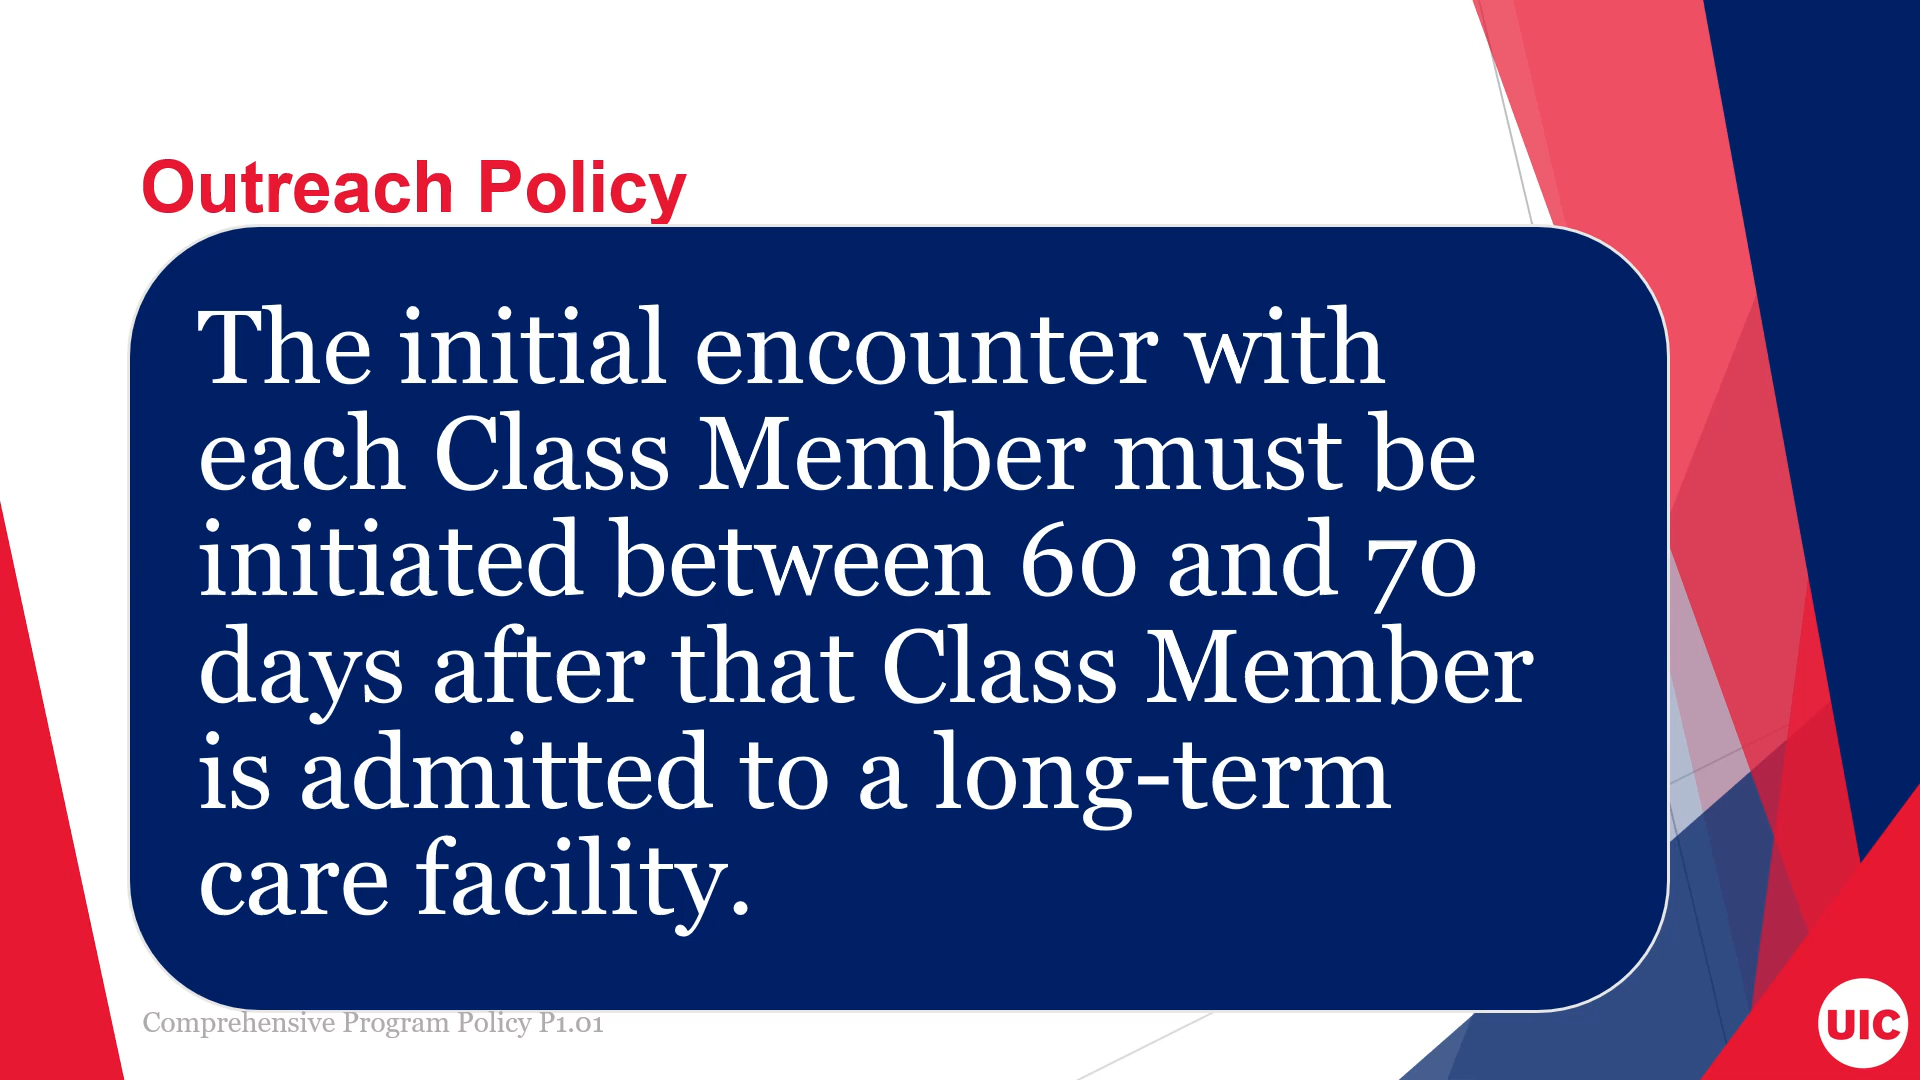 Outreach Policy
The initial encounter with
each Class Member must be
initiated between 60 and 70
days after that Class Member
is admitted to a long-term
care facility.
Comprehensive Program Policy P1.01
UIC